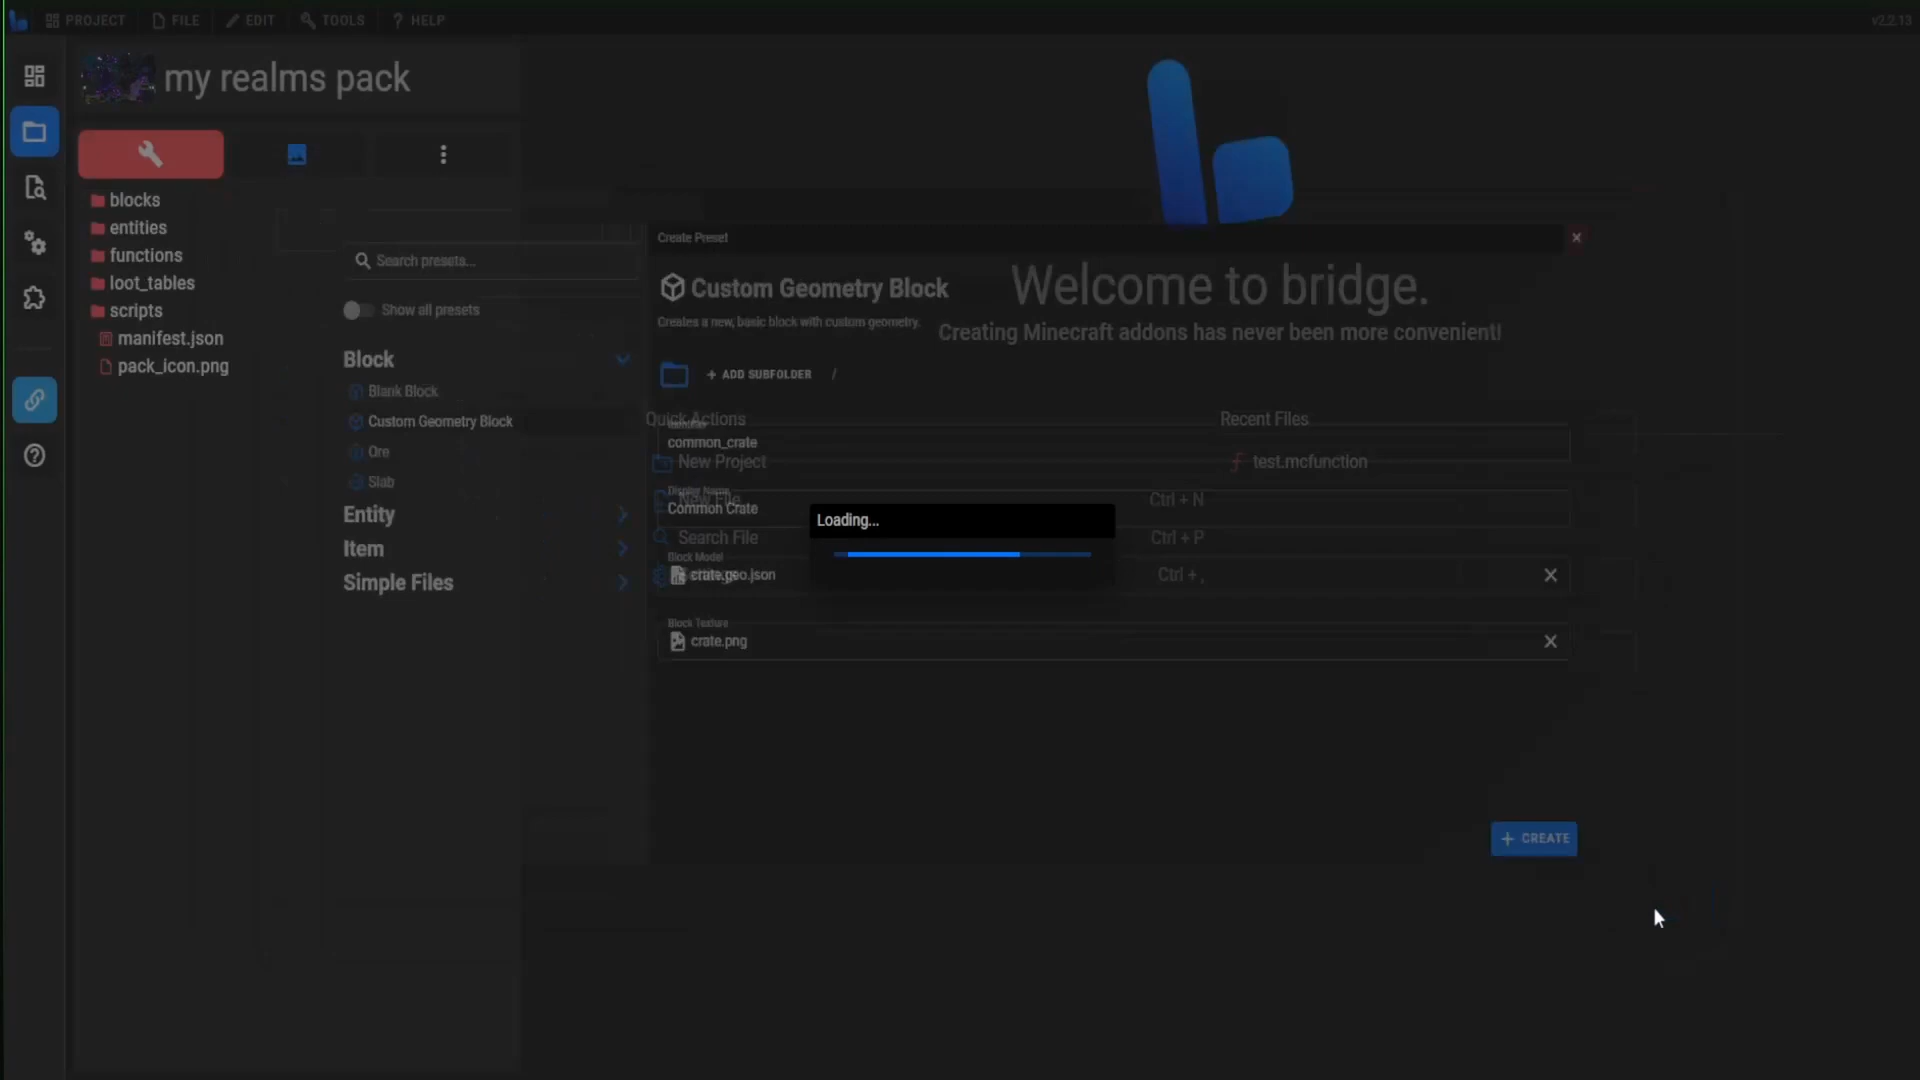 PROJECT FILE EDIT TOOLS ? HELP v2.2.13
my realms pack
blocks
entities
functions
loot_tables
scripts
manifest.json
pack_icon.png
Search presets...
Show all presets
Block
Blank Block
Custom Geometry Block
Ore
Slab
Entity
Item
Simple Files
Create Preset
Custom Geometry Block
Creates a new, basic block with custom geometry.
+ ADD SUBFOLDER /
common_crate
Display Name
Common Crate
Block Model
crate.geo.json
Block Texture
crate.png
+ CREATE
Welcome to bridge.
Creating Minecraft addons has never been more convenient!
Quick Actions
New Project
New File Ctrl + N
Search File Ctrl + P
Ctrl + ,
Recent Files
test.mcfunction
Loading...